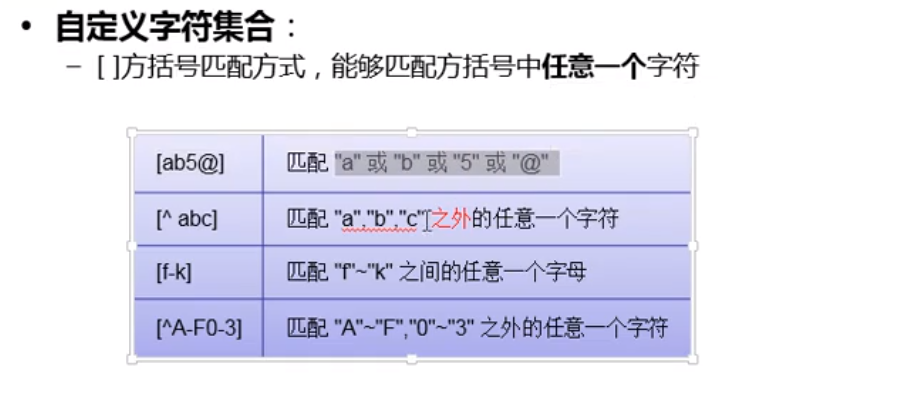 • 自定义字符集合：
– [ ]方括号匹配方式，能够匹配方括号中任意一个字符
[ab5@] 匹配 "a" 或 "b" 或 "5" 或 "@"
[^ abc] 匹配 "a","b","c" 之外的任意一个字符
[f-k] 匹配 "f"~"k" 之间的任意一个字母
[^A-F0-3] 匹配 "A"~"F","0"~"3" 之外的任意一个字符